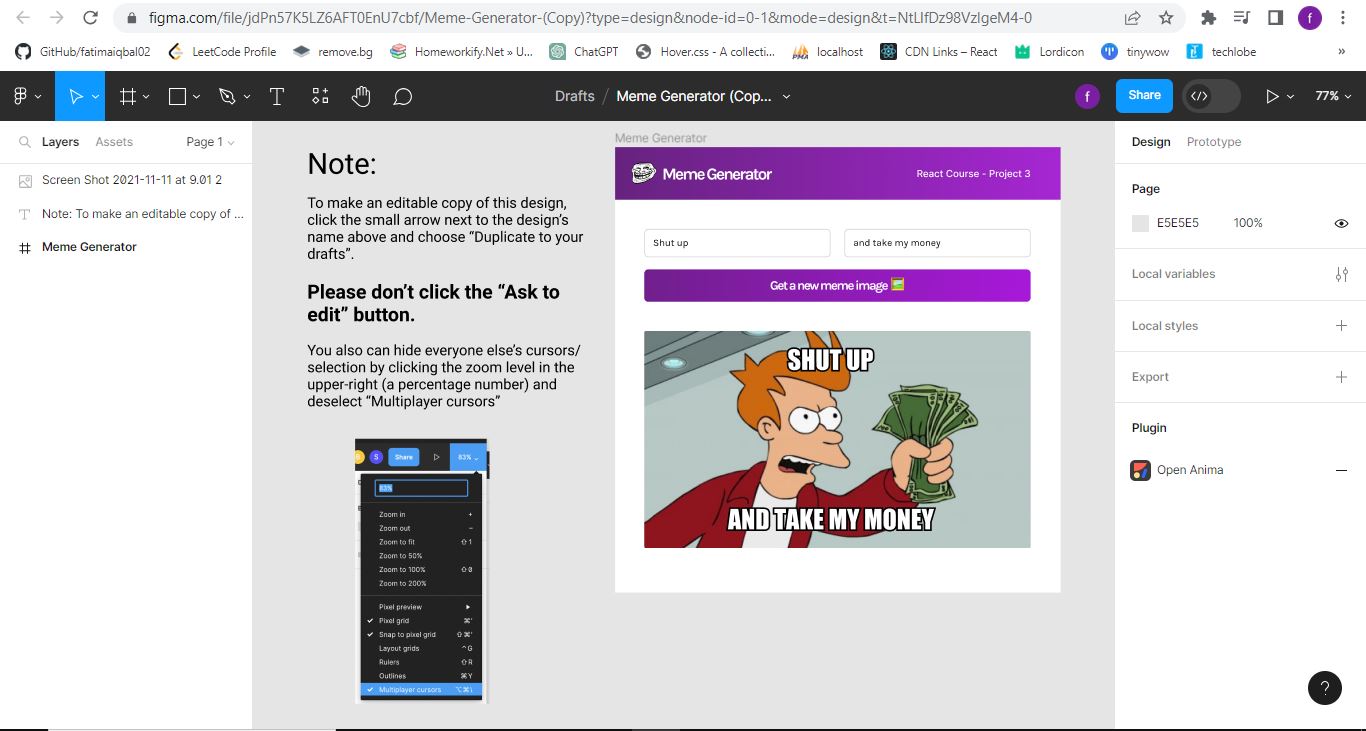 figma.com/file/jdPn57K5LZ6AFT0EnU7cbf/Meme-Generator-(Copy)?type=design&node-id=0-1&mode=design&t=NtLIfDz98VzIgeM4-0
f
GitHub/fatimaiqbal02 LeetCode Profile remove.bg Homeworkify.Net » U... ChatGPT Hover.css - A collecti... localhost CDN Links – React Lordicon tinywow techlobe »
Drafts / Meme Generator (Cop... f Share 77%
Layers Assets Page 1
Screen Shot 2021-11-11 at 9.01 2
Note: To make an editable copy of ...
Meme Generator
Note:
To make an editable copy of this design,
click the small arrow next to the design's
name above and choose “Duplicate to your
drafts”.
Please don’t click the “Ask to
edit” button.
You also can hide everyone else’s cursors/
selection by clicking the zoom level in the
upper-right (a percentage number) and
deselect “Multiplayer cursors”
S Share 83%
83%
Zoom in +
Zoom out –
Zoom to fit ⇧1
Zoom to 50%
Zoom to 100% ⇧0
Zoom to 200%
Pixel preview
Pixel grid ⌘'
Snap to pixel grid ⇧⌘'
Layout grids ^G
Rulers ⇧R
Outlines ⌘Y
Multiplayer cursors ⌥⌘\
Meme Generator
Meme Generator React Course - Project 3
Shut up and take my money
Get a new meme image
SHUT UP
AND TAKE MY MONEY
Design Prototype
Page
E5E5E5 100%
Local variables
Local styles
Export
Plugin
Open Anima
?